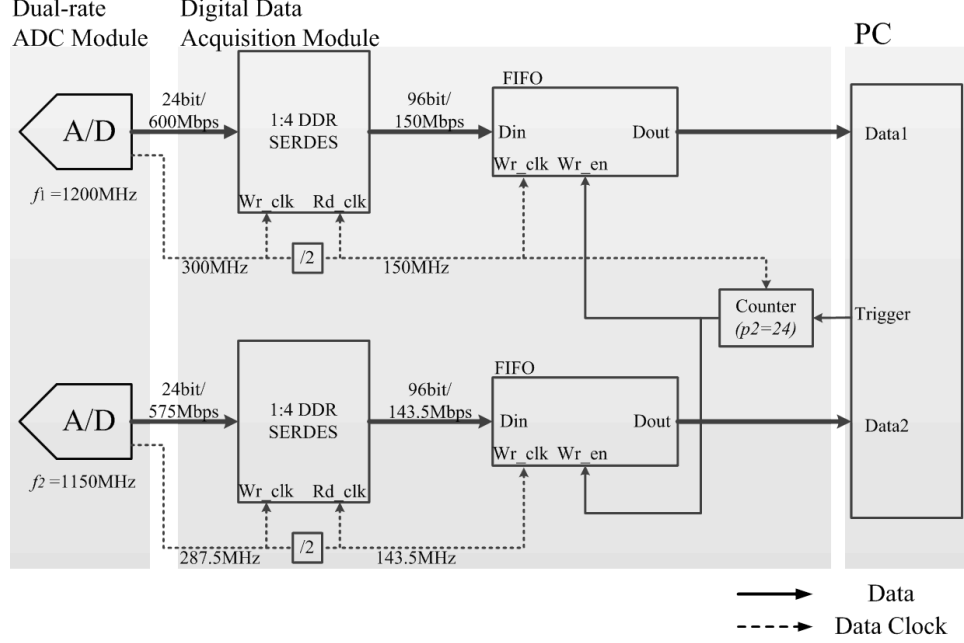 Dual-rate
ADC Module
Digital Data
Acquisition Module
PC
A/D
f1 =1200MHz
24bit/
600Mbps
1:4 DDR
SERDES
Wr_clk
Rd_clk
96bit/
150Mbps
FIFO
Din
Dout
Wr_clk
Wr_en
Data1
300MHz
/2
150MHz
Counter
(p2=24)
Trigger
A/D
f2 =1150MHz
24bit/
575Mbps
1:4 DDR
SERDES
Wr_clk
Rd_clk
96bit/
143.5Mbps
FIFO
Din
Dout
Wr_clk
Wr_en
Data2
287.5MHz
/2
143.5MHz
Data
Data Clock